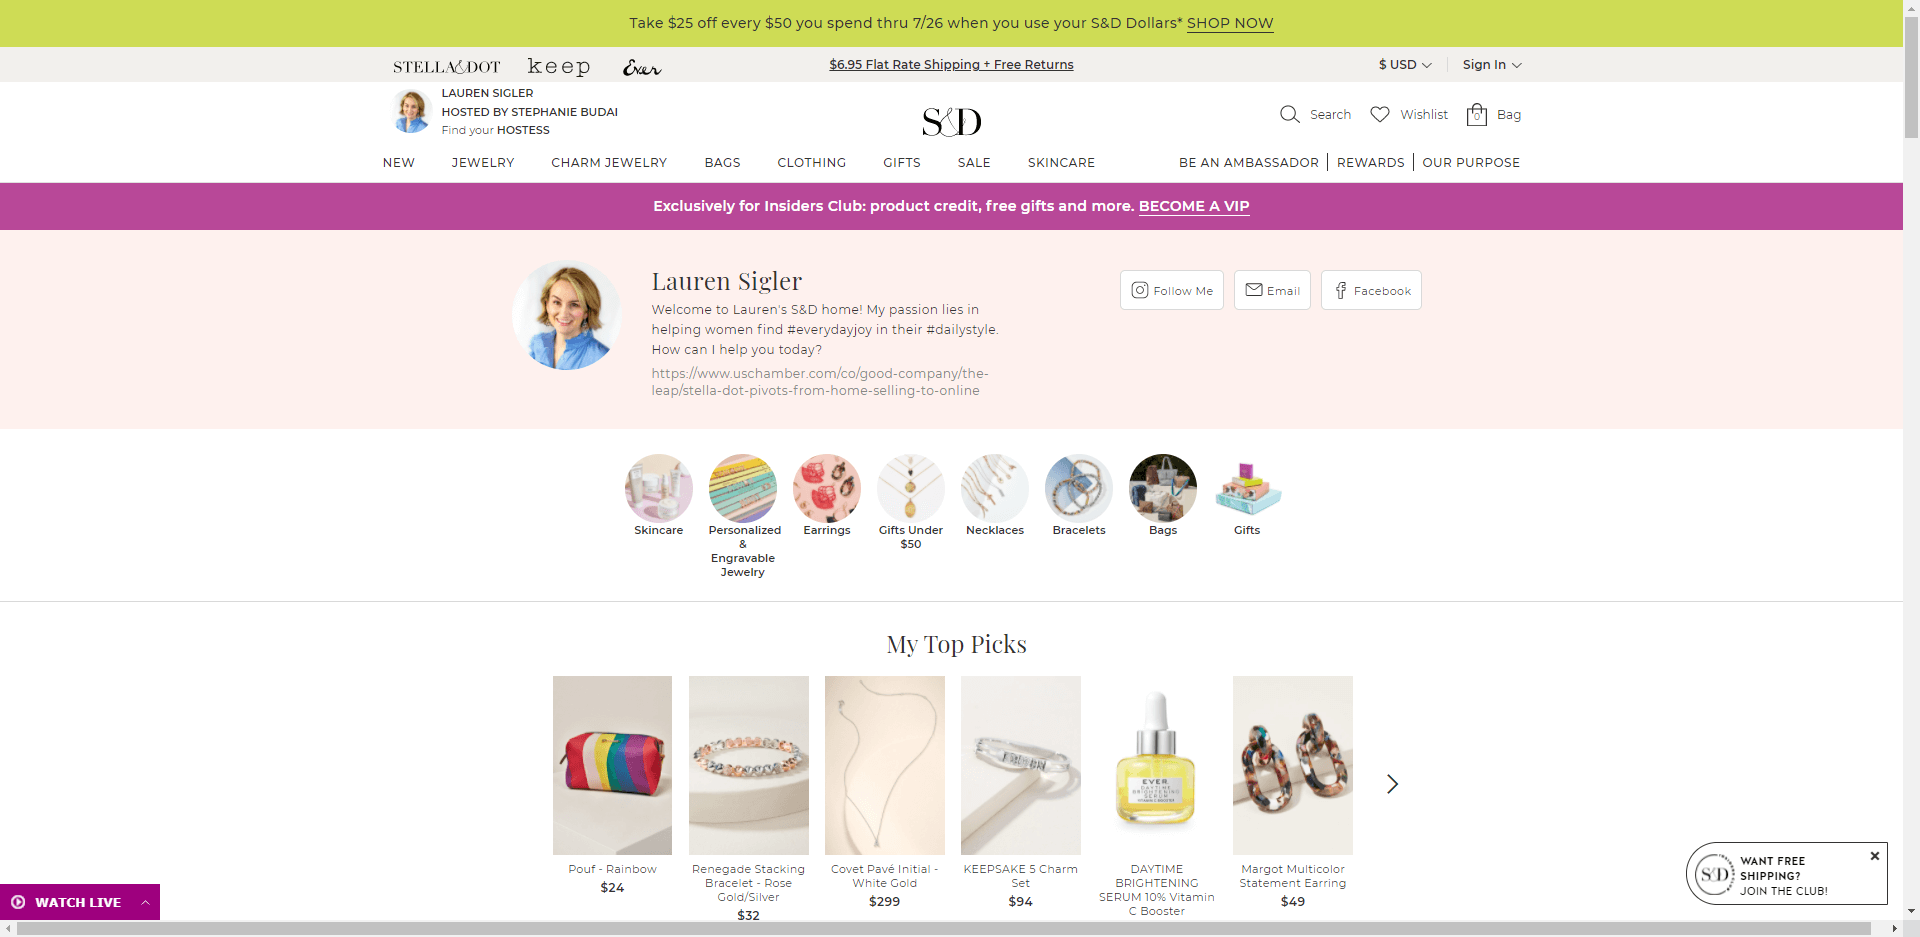 Take $25 off every $50 you spend thru 7/26 when you use your S&D Dollars* SHOP NOW
STELLA&DOT keep Ever
$6.95 Flat Rate Shipping + Free Returns
$ USD Sign In
LAUREN SIGLER
HOSTED BY STEPHANIE BUDAI
Find your HOSTESS
S&D
Search Wishlist 0 Bag
NEW JEWELRY CHARM JEWELRY BAGS CLOTHING GIFTS SALE SKINCARE BE AN AMBASSADOR REWARDS OUR PURPOSE
Exclusively for Insiders Club: product credit, free gifts and more. BECOME A VIP
Lauren Sigler
Welcome to Lauren's S&D home! My passion lies in
helping women find #everydayjoy in their #dailystyle.
How can I help you today?
https://www.uschamber.com/co/good-company/the-
leap/stella-dot-pivots-from-home-selling-to-online
Follow Me Email Facebook
Skincare
Personalized
&
Engravable
Jewelry
Earrings
Gifts Under
$50
Necklaces
Bracelets
Bags
Gifts
My Top Picks
EVER
DAYTIME
BRIGHTENING
SERUM
Pouf - Rainbow
$24
Renegade Stacking
Bracelet - Rose
Gold/Silver
$32
Covet Pavé Initial -
White Gold
$299
KEEPSAKE 5 Charm
Set
$94
DAYTIME
BRIGHTENING
SERUM 10% Vitamin
C Booster
Margot Multicolor
Statement Earring
$49
WATCH LIVE
S&D
WANT FREE
SHIPPING?
JOIN THE CLUB!